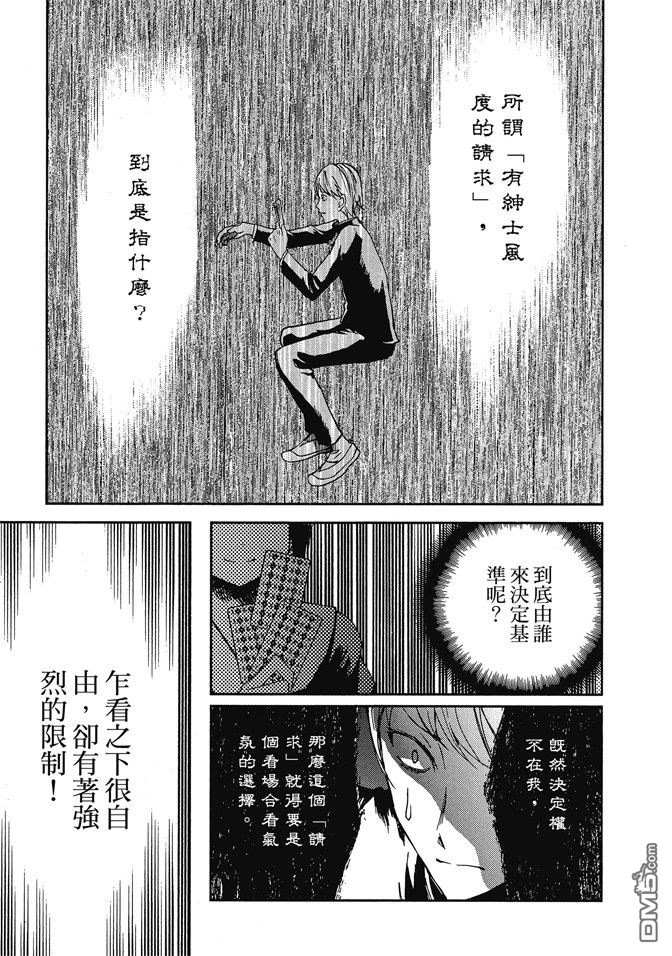 所謂「有紳士風
度的請求」，
到底是指什麼？
到底由誰
來決定基
準呢？
既然決定權
不在我，
那麼這個「請
求」就得要是
個看場合看氣
氛的選擇。
乍看之下很自
由，卻有著強
烈的限制！
DM5.com